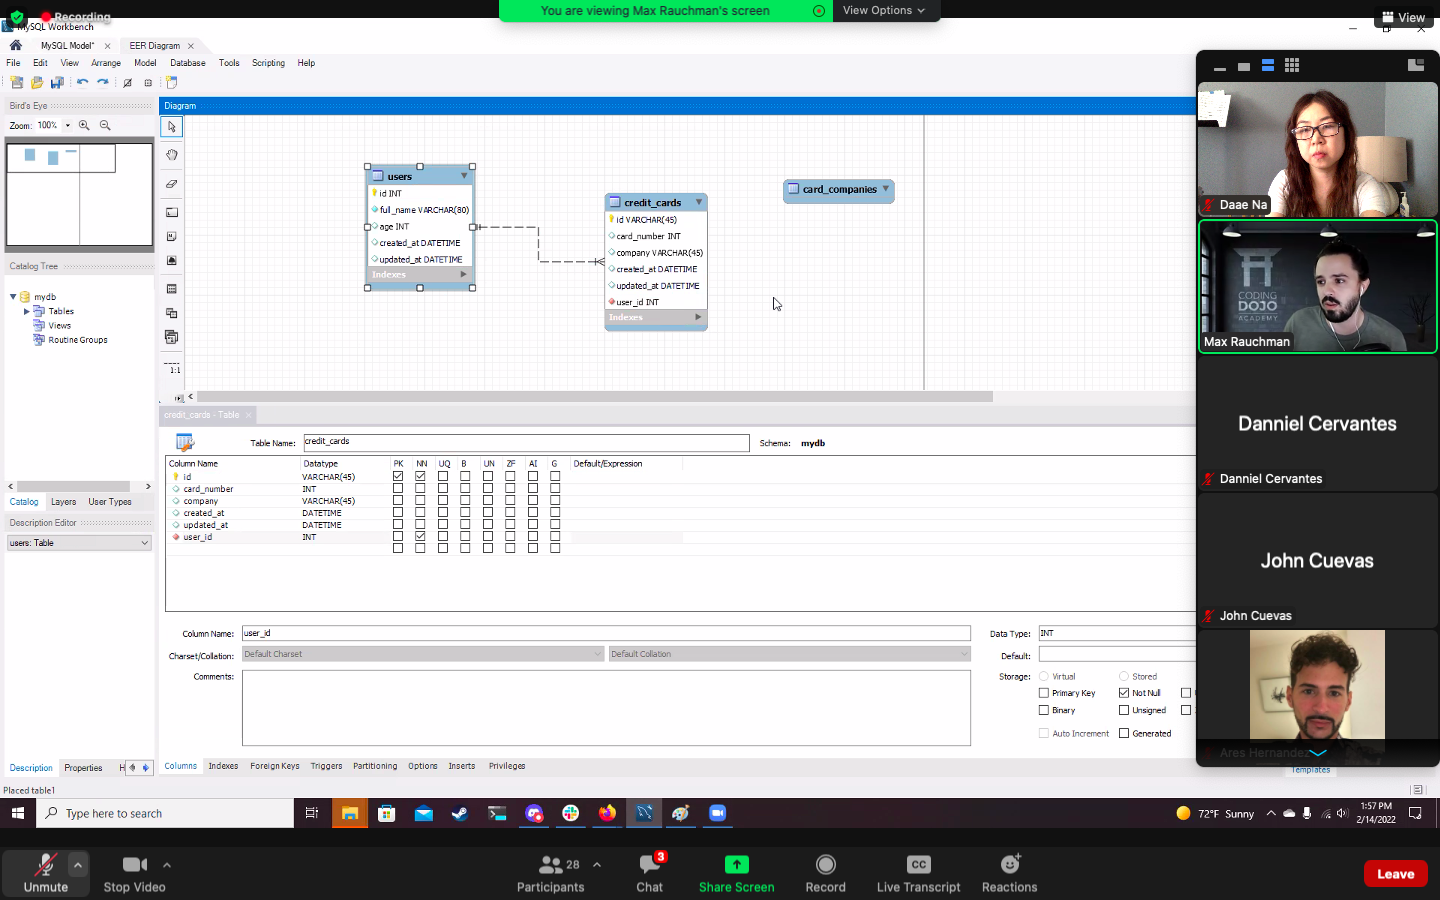 Recording
You are viewing Max Rauchman's screen
View Options
View
MySQL Workbench
MySQL Model*
EER Diagram
File Edit View Arrange Model Database Tools Scripting Help
Bird's Eye
Zoom: 100%
Diagram
users
id INT
full_name VARCHAR(80)
age INT
created_at DATETIME
updated_at DATETIME
Indexes
credit_cards
id VARCHAR(45)
card_number INT
company VARCHAR(45)
created_at DATETIME
updated_at DATETIME
user_id INT
Indexes
card_companies
1:1
Catalog Tree
mydb
Tables
Views
Routine Groups
Catalog Layers User Types
Description Editor
users: Table
Description Properties H
credit_cards - Table
Table Name: credit_cards Schema: mydb
Column Name Datatype PK NN UQ B UN ZF AI G Default/Expression
id VARCHAR(45)
card_number INT
company VARCHAR(45)
created_at DATETIME
updated_at DATETIME
user_id INT
Column Name: user_id Data Type: INT
Charset/Collation: Default Charset Default Collation Default:
Comments: Storage: Virtual Stored
Primary Key Not Null
Binary Unsigned
Auto Increment Generated
Columns Indexes Foreign Keys Triggers Partitioning Options Inserts Privileges
Templates
Placed table1
Daae Na
CODING
DOJO
ACADEMY
Max Rauchman
Danniel Cervantes
Danniel Cervantes
John Cuevas
John Cuevas
Ares Hernandez
Type here to search
72°F Sunny
1:57 PM
2/14/2022
Unmute
Stop Video
28
Participants
3
Chat
Share Screen
Record
CC
Live Transcript
Reactions
Leave